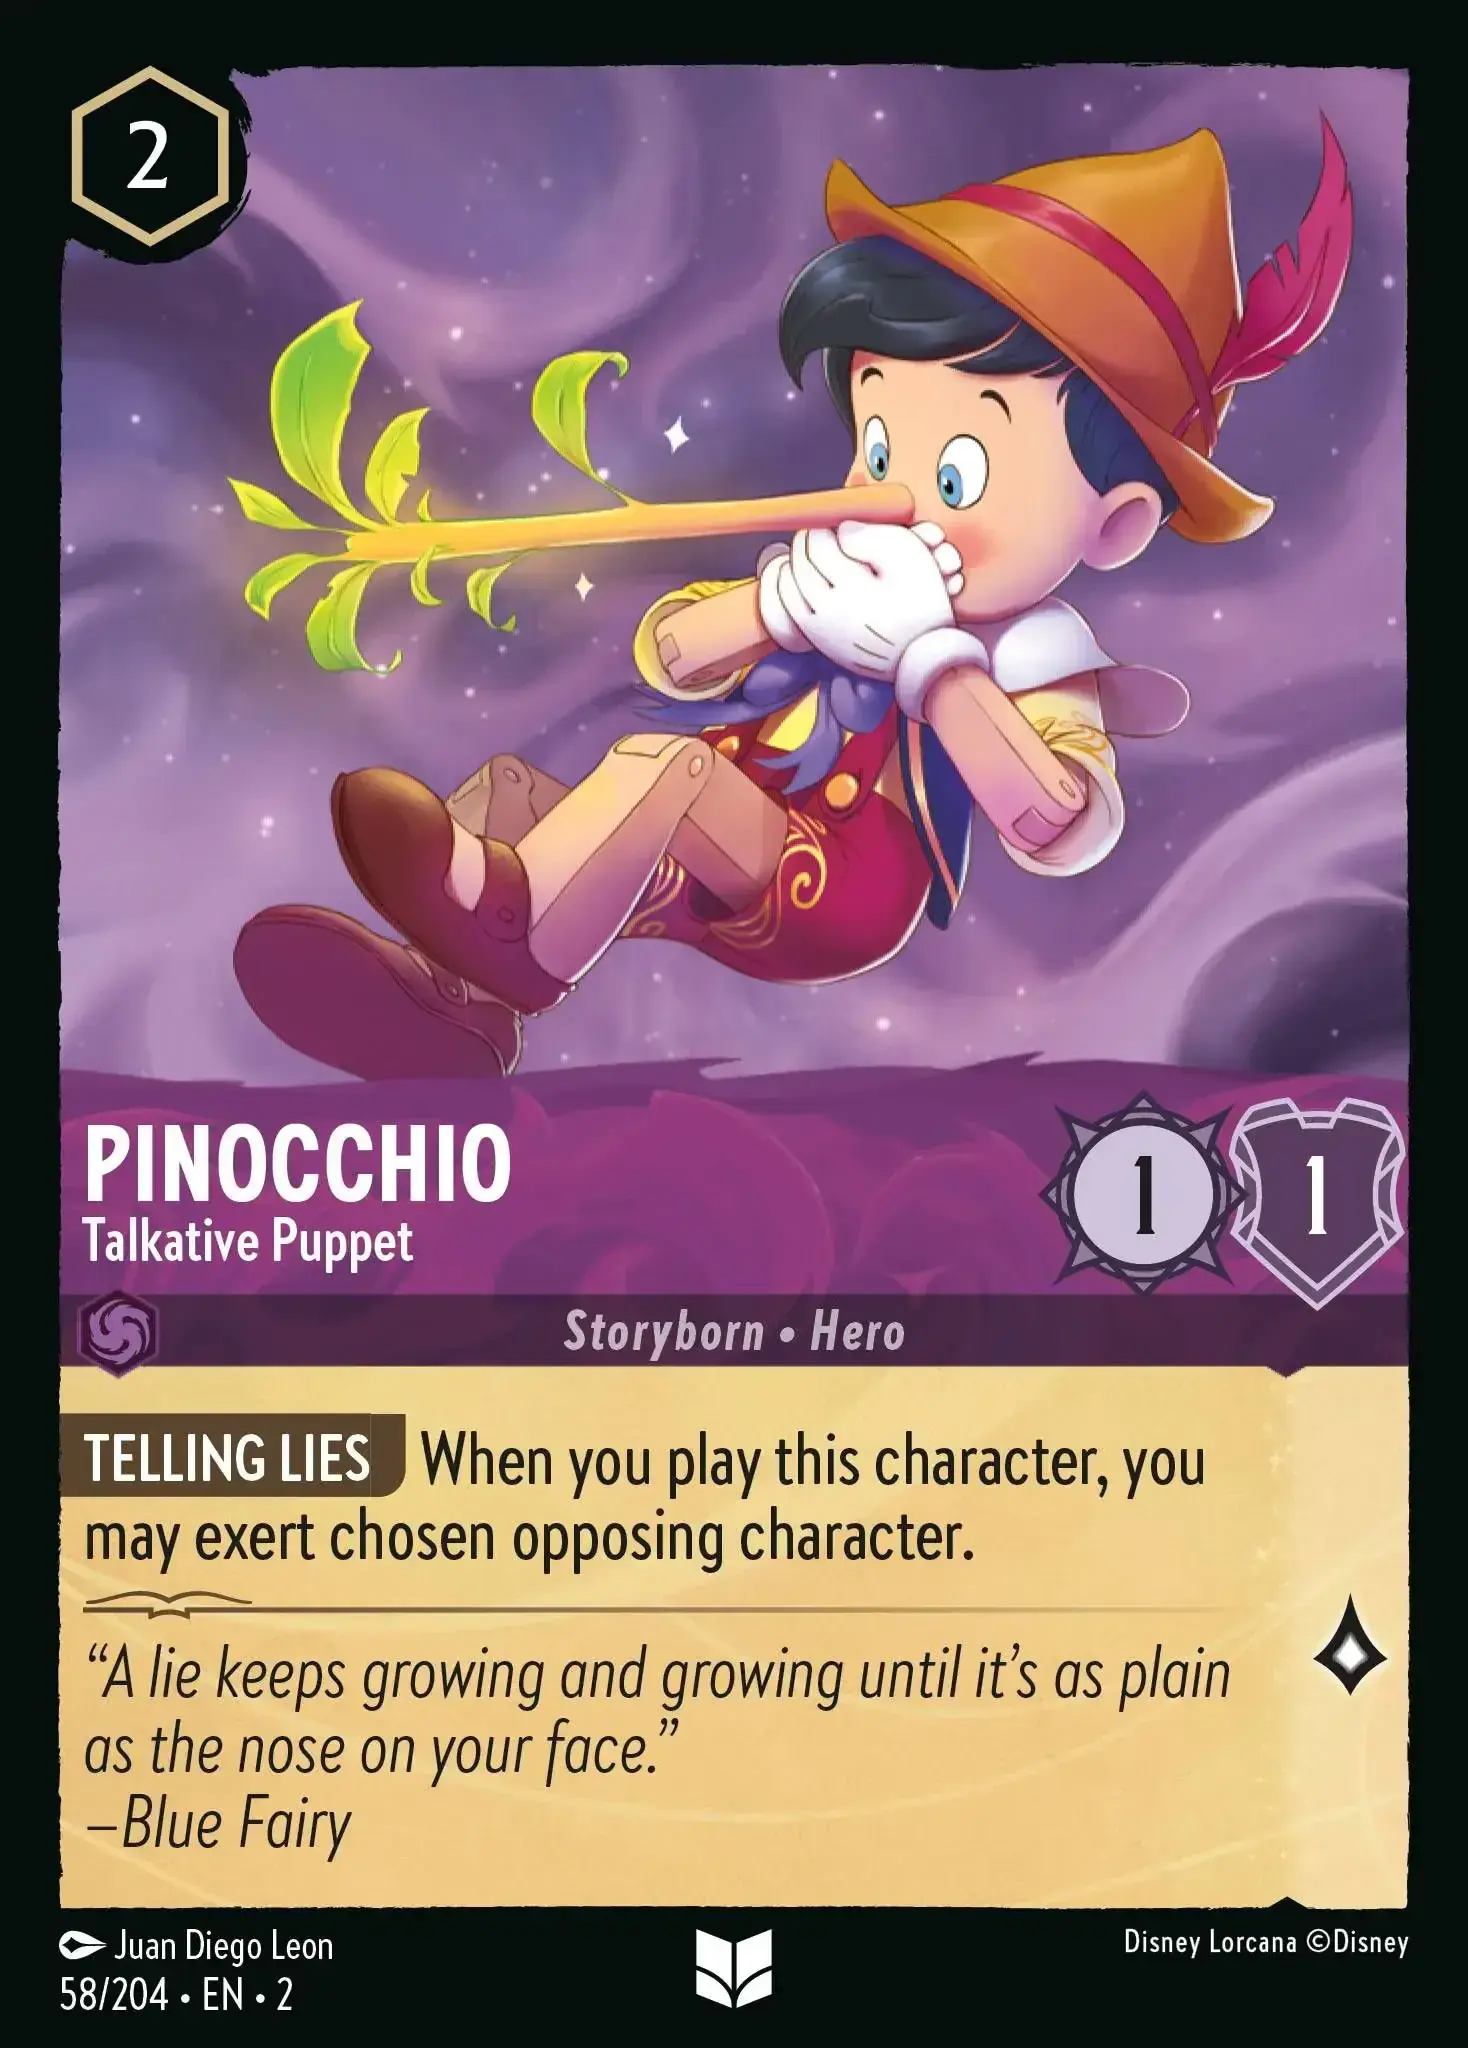 2
PINOCCHIO
Talkative Puppet
1
1
Storyborn • Hero
TELLING LIES When you play this character, you
may exert chosen opposing character.
“A lie keeps growing and growing until it’s as plain
as the nose on your face.”
–Blue Fairy
Juan Diego Leon
58/204 • EN • 2
Disney Lorcana ©Disney